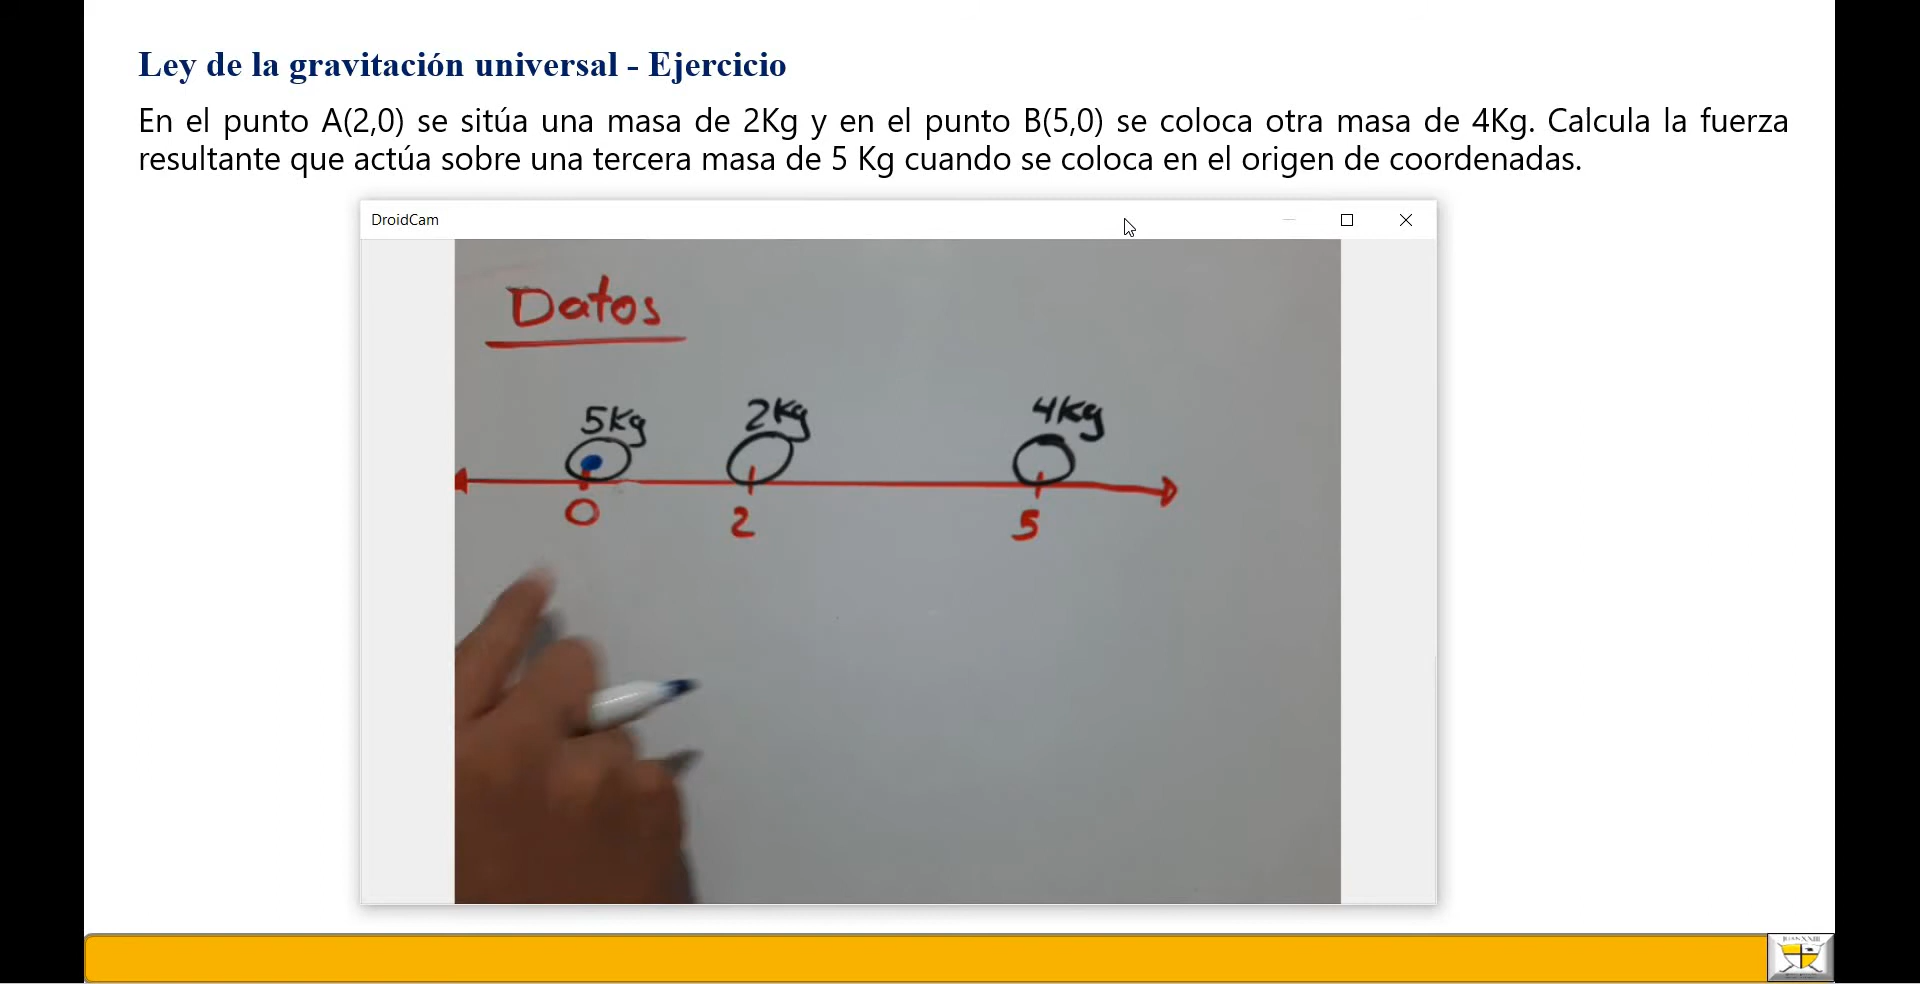 Ley de la gravitación universal - Ejercicio
En el punto A(2,0) se sitúa una masa de 2Kg y en el punto B(5,0) se coloca otra masa de 4Kg. Calcula la fuerza
resultante que actúa sobre una tercera masa de 5 Kg cuando se coloca en el origen de coordenadas.
DroidCam
Datos
5Kg 2Kg 4Kg
0 2 5